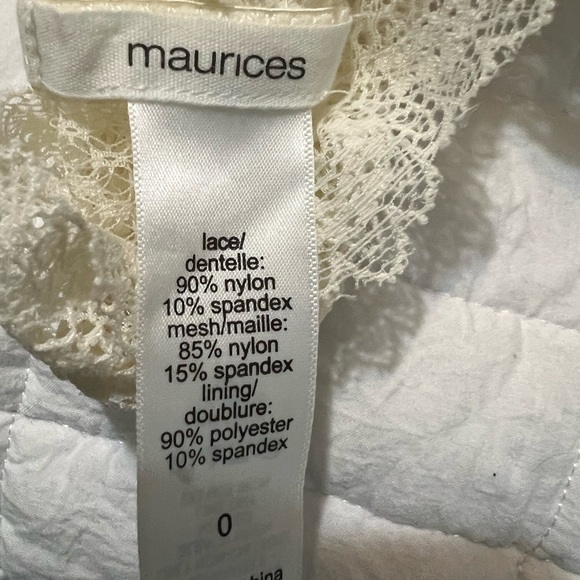 maurices
lace/
dentelle:
90% nylon
10% spandex
mesh/maille:
85% nylon
15% spandex
lining/
doublure:
90% polyester
10% spandex
0